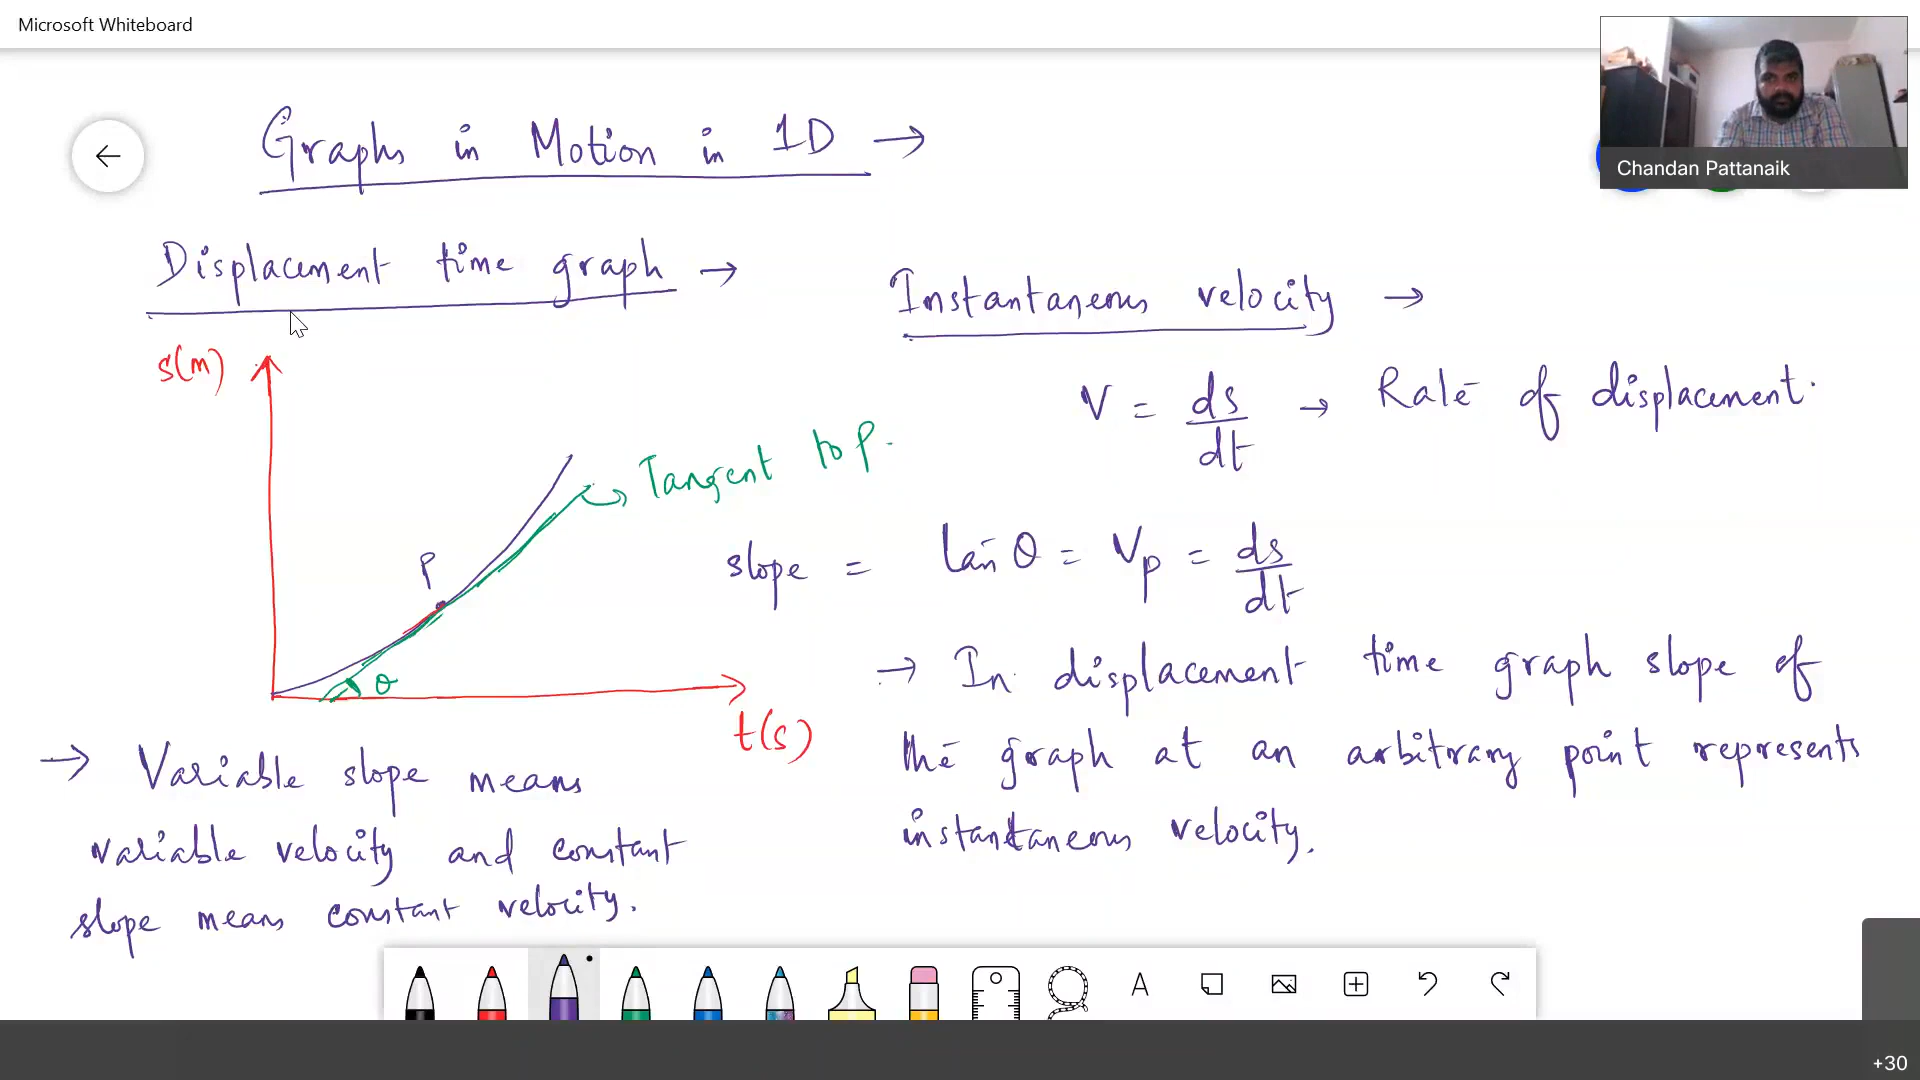 Microsoft Whiteboard
Chandan Pattanaik
Graphs in Motion in 1D →
Displacement time graph →
s(m)
Tangent to P.
P
θ
t(s)
→ Variable slope means
variable velocity and constant
slope means constant velocity.
Instantaneous velocity →
V = ds/dt → Rate of displacement.
slope = tan θ = Vp = ds/dt
→ In displacement time graph slope of
the graph at an arbitrary point represents
instantaneous velocity.
A
+30